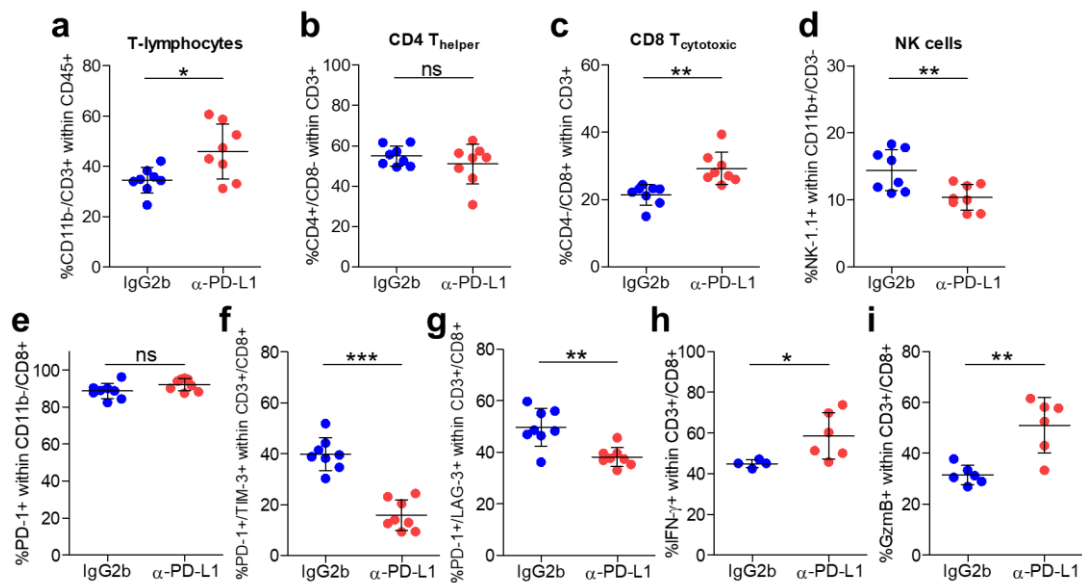 a
T-lymphocytes
%CD11b-/CD3+ within CD45+
80
60
40
20
0
*
IgG2b
α-PD-L1
b
CD4 Thelper
%CD4+/CD8- within CD3+
100
80
60
40
20
0
ns
IgG2b
α-PD-L1
c
CD8 Tcytotoxic
%CD4-/CD8+ within CD3+
60
40
20
0
**
IgG2b
α-PD-L1
d
NK cells
%NK-1.1+ within CD11b+/CD3-
25
20
15
10
5
0
**
IgG2b
α-PD-L1
e
%PD-1+ within CD11b-/CD8+
100
80
60
40
20
0
ns
IgG2b
α-PD-L1
f
%PD-1+/TIM-3+ within CD3+/CD8+
80
60
40
20
0
***
IgG2b
α-PD-L1
g
%PD-1+/LAG-3+ within CD3+/CD8+
80
60
40
20
0
**
IgG2b
α-PD-L1
h
%IFN-γ+ within CD3+/CD8+
100
80
60
40
20
0
*
IgG2b
α-PD-L1
i
%GzmB+ within CD3+/CD8+
80
60
40
20
0
**
IgG2b
α-PD-L1